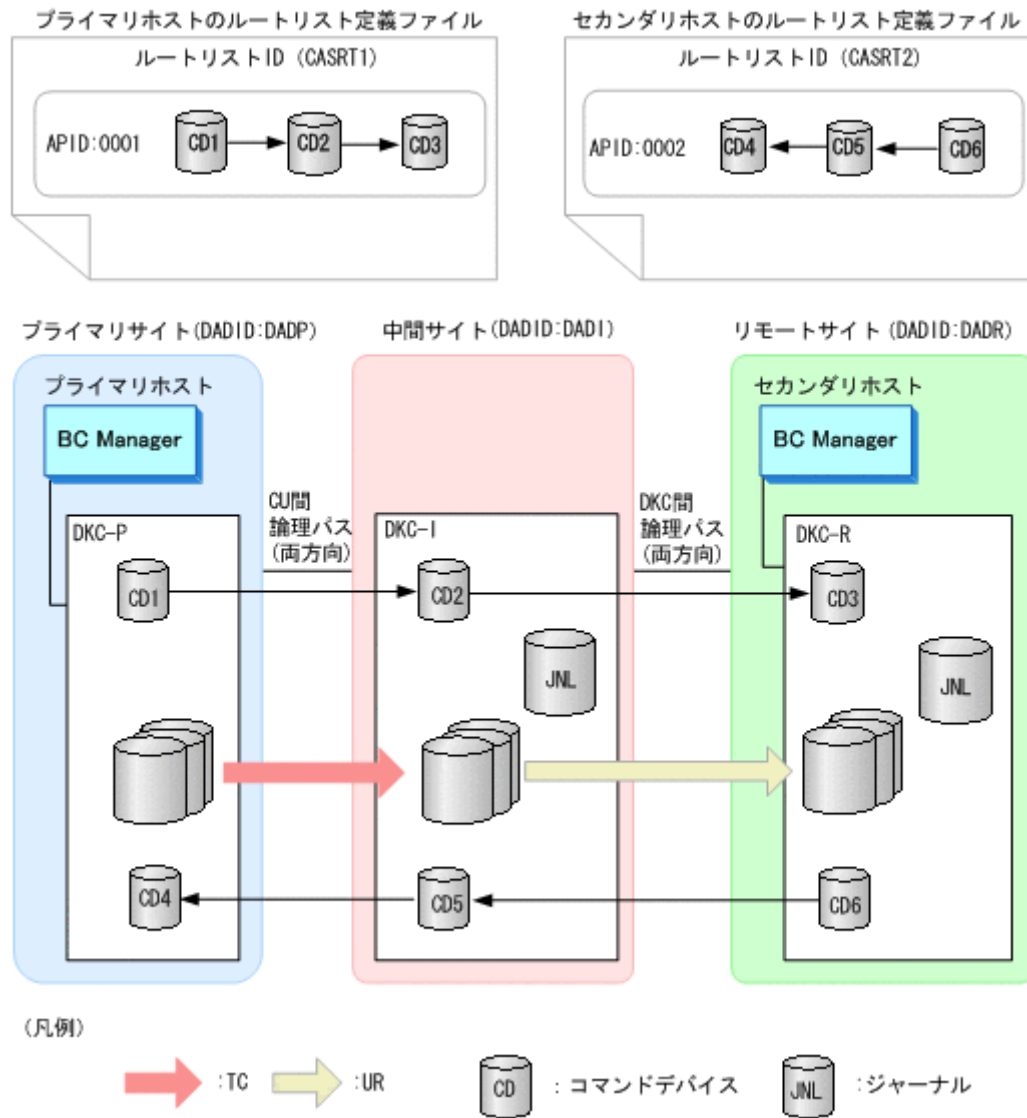 プライマリホストのルートリスト定義ファイル
ルートリストID (CASRT1)
APID:0001
CD1
CD2
CD3
セカンダリホストのルートリスト定義ファイル
ルートリストID (CASRT2)
APID:0002
CD4
CD5
CD6
プライマリサイト(DADID:DADP)
中間サイト(DADID:DADI)
リモートサイト(DADID:DADR)
プライマリホスト
BC Manager
セカンダリホスト
BC Manager
CU間
論理パス
(両方向)
DKC間
論理パス
(両方向)
DKC-P
DKC-I
DKC-R
CD1
CD2
CD3
JNL
JNL
CD4
CD5
CD6
(凡例)
:TC
:UR
CD
:コマンドデバイス
JNL
:ジャーナル